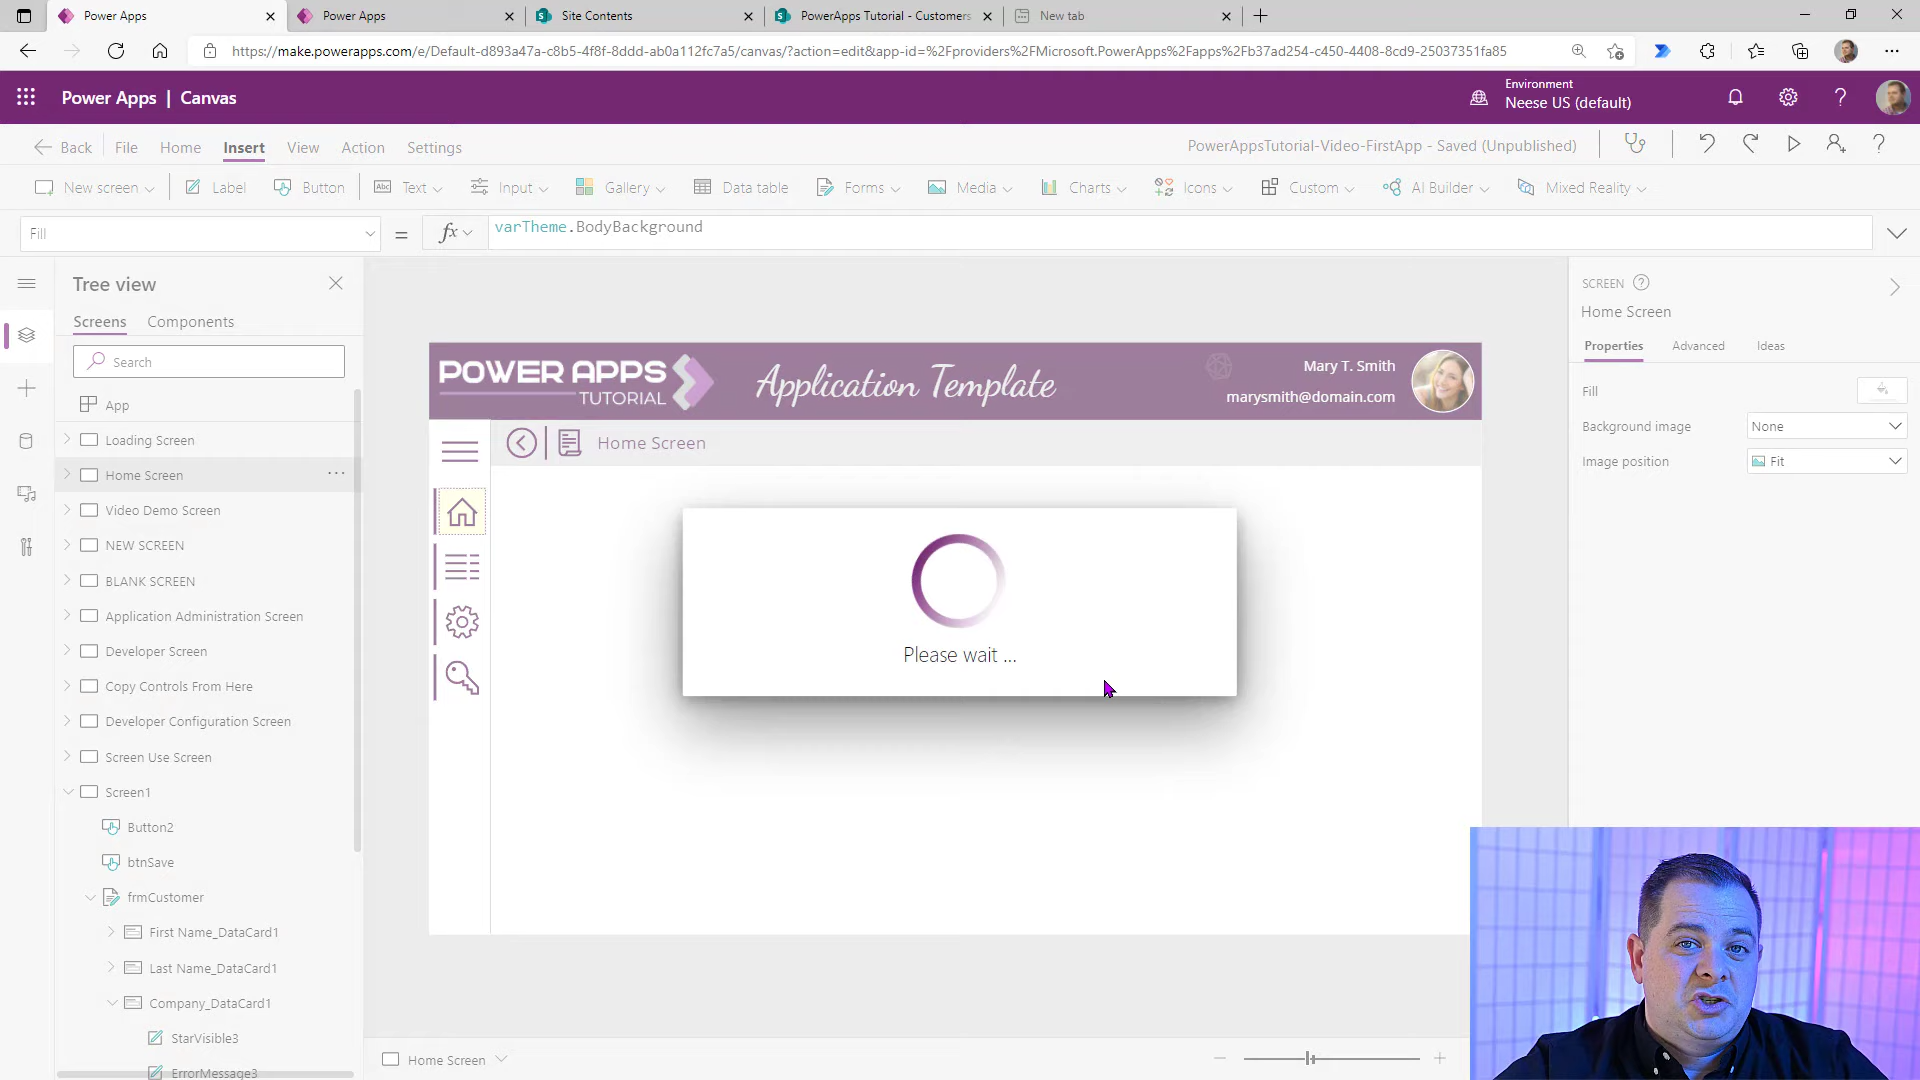 Power Apps
Power Apps
Site Contents
PowerApps Tutorial - Customers
New tab
https://make.powerapps.com/e/Default-d893a47a-c8b5-4f8f-8ddd-ab0a112fc7a5/canvas/?action=edit&app-id=%2Fproviders%2FMicrosoft.PowerApps%2Fapps%2Fb37ad254-c450-4408-8cd9-25037351fa85
Power Apps | Canvas
Environment
Neese US (default)
Back
File
Home
Insert
View
Action
Settings
PowerAppsTutorial-Video-FirstApp - Saved (Unpublished)
New screen
Label
Button
Text
Input
Gallery
Data table
Forms
Media
Charts
Icons
Custom
AI Builder
Mixed Reality
Fill
=
fx
varTheme.BodyBackground
Tree view
Screens
Components
Search
App
Loading Screen
Home Screen
Video Demo Screen
NEW SCREEN
BLANK SCREEN
Application Administration Screen
Developer Screen
Copy Controls From Here
Developer Configuration Screen
Screen Use Screen
Screen1
Button2
btnSave
frmCustomer
First Name_DataCard1
Last Name_DataCard1
Company_DataCard1
StarVisible3
ErrorMessage3
POWER APPS
TUTORIAL
Application Template
Mary T. Smith
marysmith@domain.com
Home Screen
Please wait ...
Home Screen
SCREEN
Home Screen
Properties
Advanced
Ideas
Fill
Background image
None
Image position
Fit